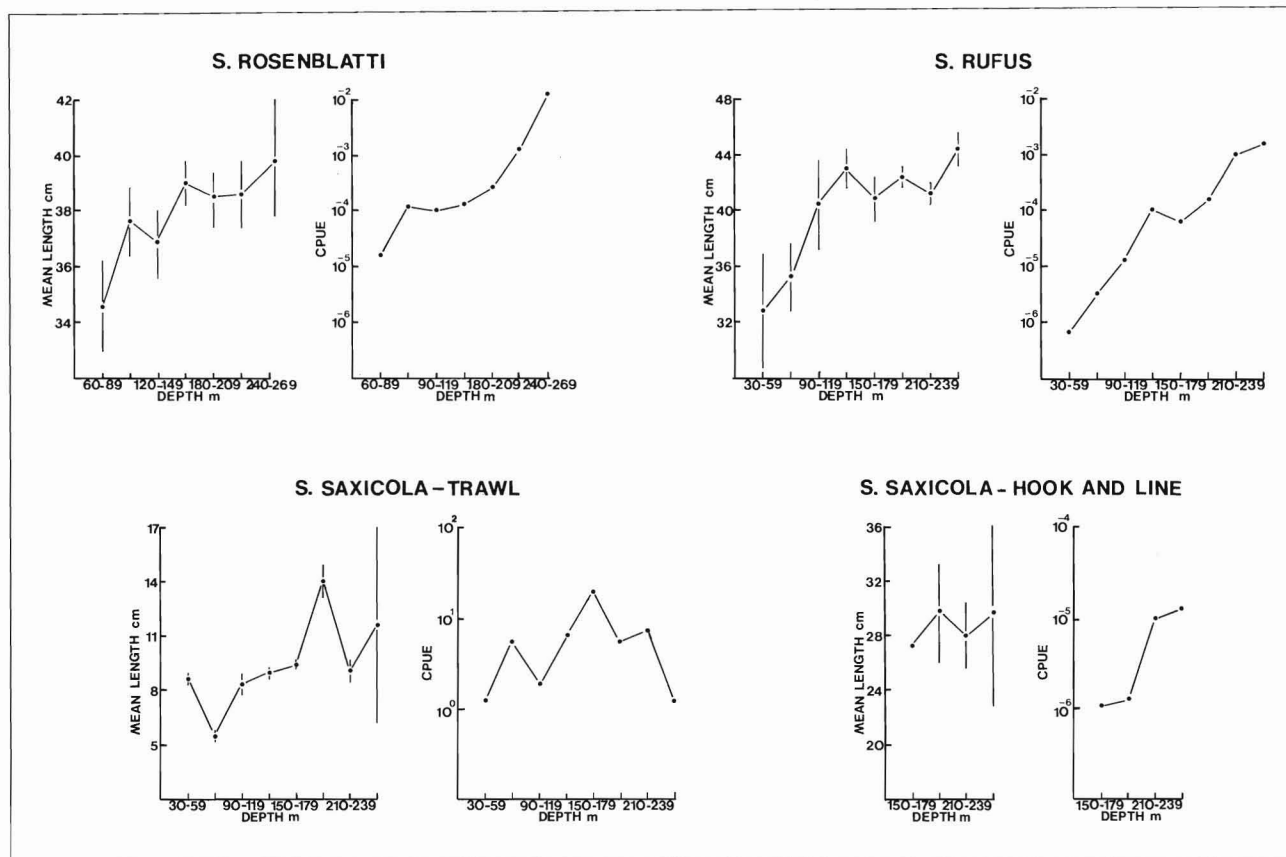 S. ROSENBLATTI
MEAN LENGTH cm
42
40
38
36
34
60-89 120-149 180-209 240-269
DEPTH m
CPUE
10⁻²
10⁻³
10⁻⁴
10⁻⁵
10⁻⁶
60-89 90-119 180-209 240-269
DEPTH m
S. RUFUS
MEAN LENGTH cm
48
44
40
36
32
30-59 90-119 150-179 210-239
DEPTH m
CPUE
10⁻²
10⁻³
10⁻⁴
10⁻⁵
10⁻⁶
30-59 90-119 150-179 210-239
DEPTH m
S. SAXICOLA-TRAWL
MEAN LENGTH cm
17
14
11
8
5
30-59 90-119 150-179 210-239
DEPTH m
CPUE
10²
10¹
10⁰
30-59 90-119 150-179 210-239
DEPTH m
S. SAXICOLA-HOOK AND LINE
MEAN LENGTH cm
36
32
28
24
20
150-179 210-239
DEPTH m
CPUE
10⁻⁴
10⁻⁵
10⁻⁶
150-179 210-239
DEPTH m